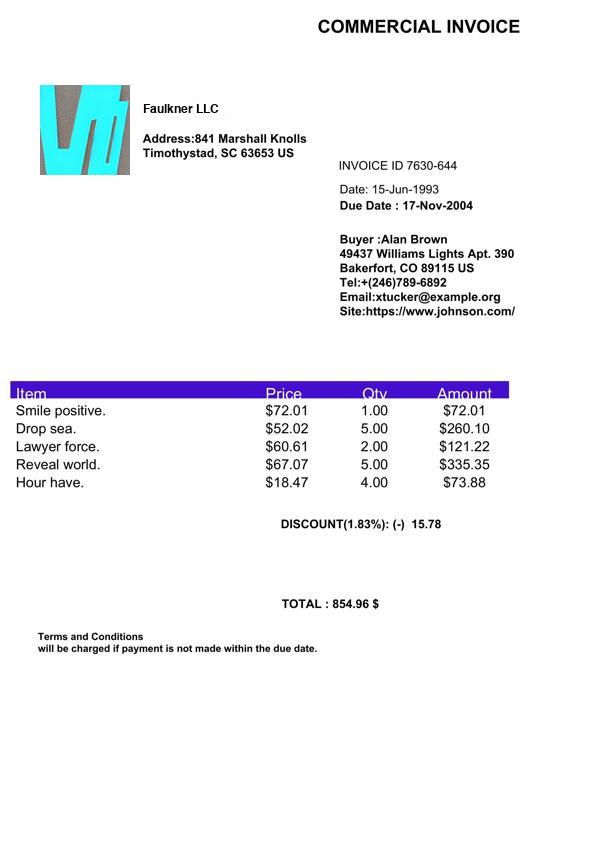 COMMERCIAL INVOICE
Faulkner LLC
Address:841 Marshall Knolls
Timothystad, SC 63653 US
INVOICE ID 7630-644
Date: 15-Jun-1993
Due Date : 17-Nov-2004
Buyer :Alan Brown
49437 Williams Lights Apt. 390
Bakerfort, CO 89115 US
Tel:+(246)789-6892
Email:xtucker@example.org
Site:https://www.johnson.com/
Item Price Qty Amount
Smile positive. $72.01 1.00 $72.01
Drop sea. $52.02 5.00 $260.10
Lawyer force. $60.61 2.00 $121.22
Reveal world. $67.07 5.00 $335.35
Hour have. $18.47 4.00 $73.88
DISCOUNT(1.83%): (-) 15.78
TOTAL : 854.96 $
Terms and Conditions
will be charged if payment is not made within the due date.